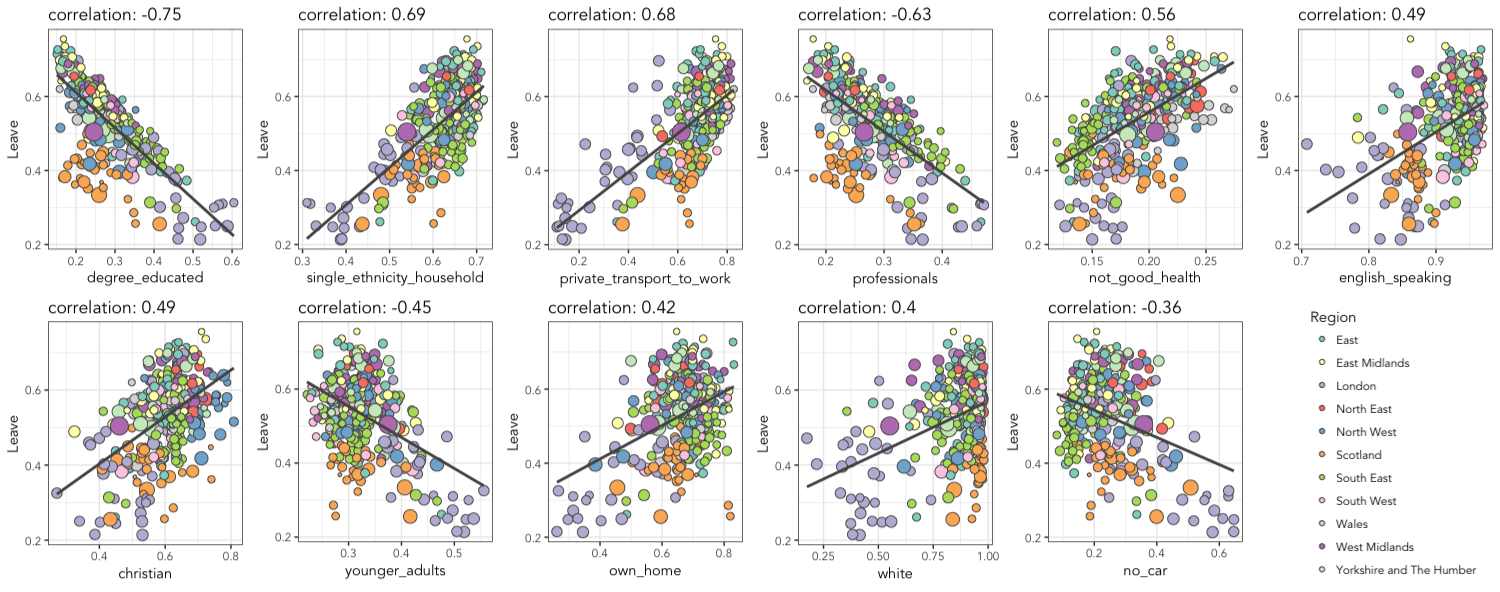 correlation: -0.75
correlation: 0.69
correlation: 0.68
correlation: -0.63
correlation: 0.56
correlation: 0.49
Leave
0.6
0.4
0.2
0.2 0.3 0.4 0.5 0.6
degree_educated
Leave
0.6
0.4
0.2
0.3 0.4 0.5 0.6 0.7
single_ethnicity_household
Leave
0.6
0.4
0.2
0.2 0.4 0.6 0.8
private_transport_to_work
Leave
0.6
0.4
0.2
0.2 0.3 0.4
professionals
Leave
0.6
0.4
0.2
0.15 0.20 0.25
not_good_health
Leave
0.6
0.4
0.2
0.7 0.8 0.9
english_speaking
correlation: 0.49
correlation: -0.45
correlation: 0.42
correlation: 0.4
correlation: -0.36
Leave
0.6
0.4
0.2
0.4 0.6 0.8
christian
Leave
0.6
0.4
0.2
0.3 0.4 0.5
younger_adults
Leave
0.6
0.4
0.2
0.4 0.6 0.8
own_home
Leave
0.6
0.4
0.2
0.25 0.50 0.75 1.00
white
Leave
0.6
0.4
0.2
0.2 0.4 0.6
no_car
Region
East
East Midlands
London
North East
North West
Scotland
South East
South West
Wales
West Midlands
Yorkshire and The Humber